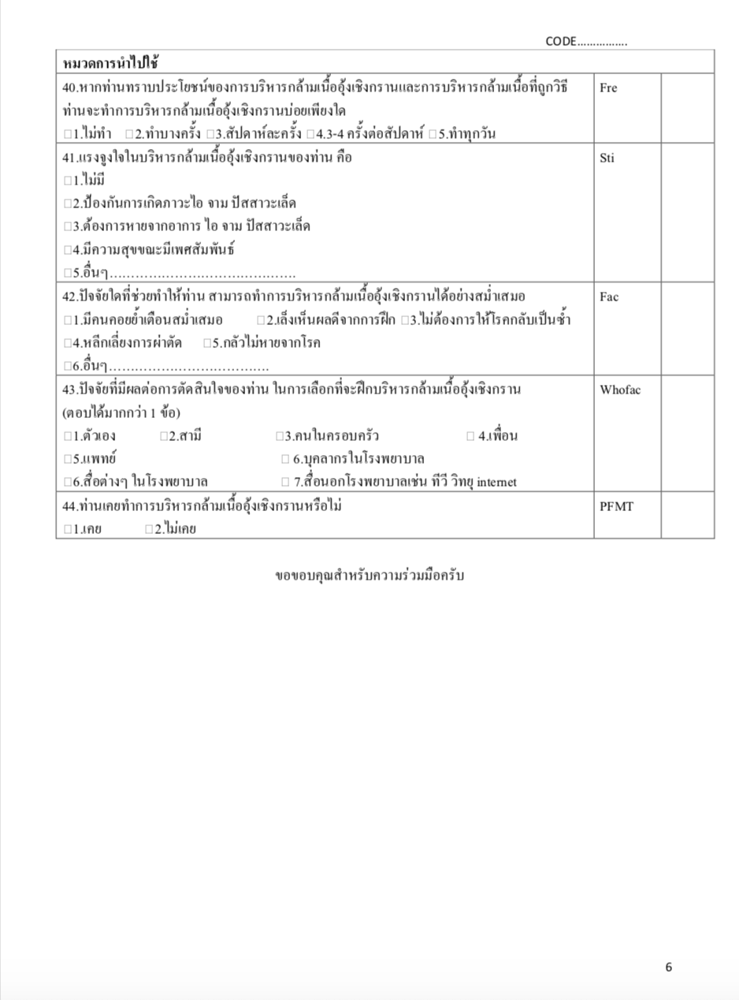 CODE...............
หมวดการนำไปใช้
40.หากท่านทราบประโยชน์ของการบริหารกล้ามเนื้ออุ้งเชิงกรานและการบริหารกล้ามเนื้อที่ถูกวิธี Fre
ท่านจะทำการบริหารกล้ามเนื้ออุ้งเชิงกรานบ่อยเพียงใด
□1.ไม่ทำ □2.ทำบางครั้ง □3.สัปดาห์ละครั้ง □4.3-4 ครั้งต่อสัปดาห์ □5.ทำทุกวัน
41.แรงจูงใจในบริหารกล้ามเนื้ออุ้งเชิงกรานของท่าน คือ Sti
□1.ไม่มี
□2.ป้องกันการเกิดภาวะไอ จาม ปัสสาวะเล็ด
□3.ต้องการหายจากอาการ ไอ จาม ปัสสาวะเล็ด
□4.มีความสุขขณะมีเพศสัมพันธ์
□5.อื่นๆ..........................................
42.ปัจจัยใดที่ช่วยทำให้ท่าน สามารถทำการบริหารกล้ามเนื้ออุ้งเชิงกรานได้อย่างสม่ำเสมอ Fac
□1.มีคนคอยย้ำเตือนสม่ำเสมอ □2.เล็งเห็นผลดีจากการฝึก □3.ไม่ต้องการให้โรคกลับเป็นซ้ำ
□4.หลีกเลี่ยงการผ่าตัด □5.กลัวไม่หายจากโรค
□6.อื่นๆ....................................
43.ปัจจัยที่มีผลต่อการตัดสินใจของท่าน ในการเลือกที่จะฝึกบริหารกล้ามเนื้ออุ้งเชิงกราน Whofac
(ตอบได้มากกว่า 1 ข้อ)
□1.ตัวเอง □2.สามี □3.คนในครอบครัว □ 4.เพื่อน
□5.แพทย์ □ 6.บุคลากรในโรงพยาบาล
□6.สื่อต่างๆ ในโรงพยาบาล □ 7.สื่อนอกโรงพยาบาลเช่น ทีวี วิทยุ internet
44.ท่านเคยทำการบริหารกล้ามเนื้ออุ้งเชิงกรานหรือไม่ PFMT
□1.เคย □2.ไม่เคย
ขอขอบคุณสำหรับความร่วมมือครับ
6